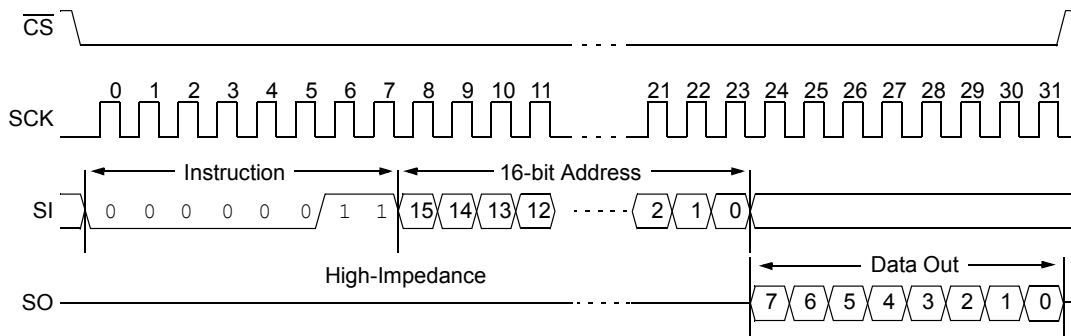 CS
0 1 2 3 4 5 6 7 8 9 10 11 21 22 23 24 25 26 27 28 29 30 31
SCK
Instruction 16-bit Address
SI 0 0 0 0 0 0 1 1 15 14 13 12 2 1 0
High-Impedance Data Out
SO 7 6 5 4 3 2 1 0